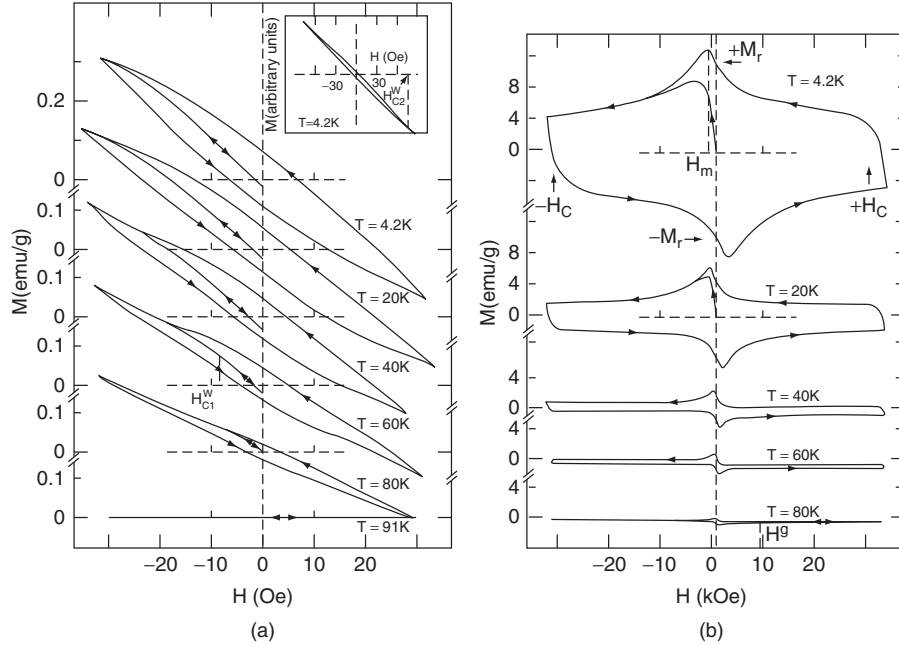 M(arbitrary units)
H (Oe)
−30
30
H^W_C2
T=4.2K
0.2
0
0.1
0
0.1
0
0.1
0
0.1
0
0.1
0
M(emu/g)
T = 4.2K
T = 20K
T = 40K
T = 60K
T = 80K
T = 91K
H^W_C1
−20
−10
0
10
20
30
H (Oe)
(a)
8
4
0
8
4
0
4
0
4
0
4
0
M(emu/g)
M(emu/g)
+M_r
T = 4.2K
H_m
−H_C
+H_C
−M_r
T = 20K
T = 40K
T = 60K
T = 80K
H^g
−20
−10
0
10
20
30
H (kOe)
(b)